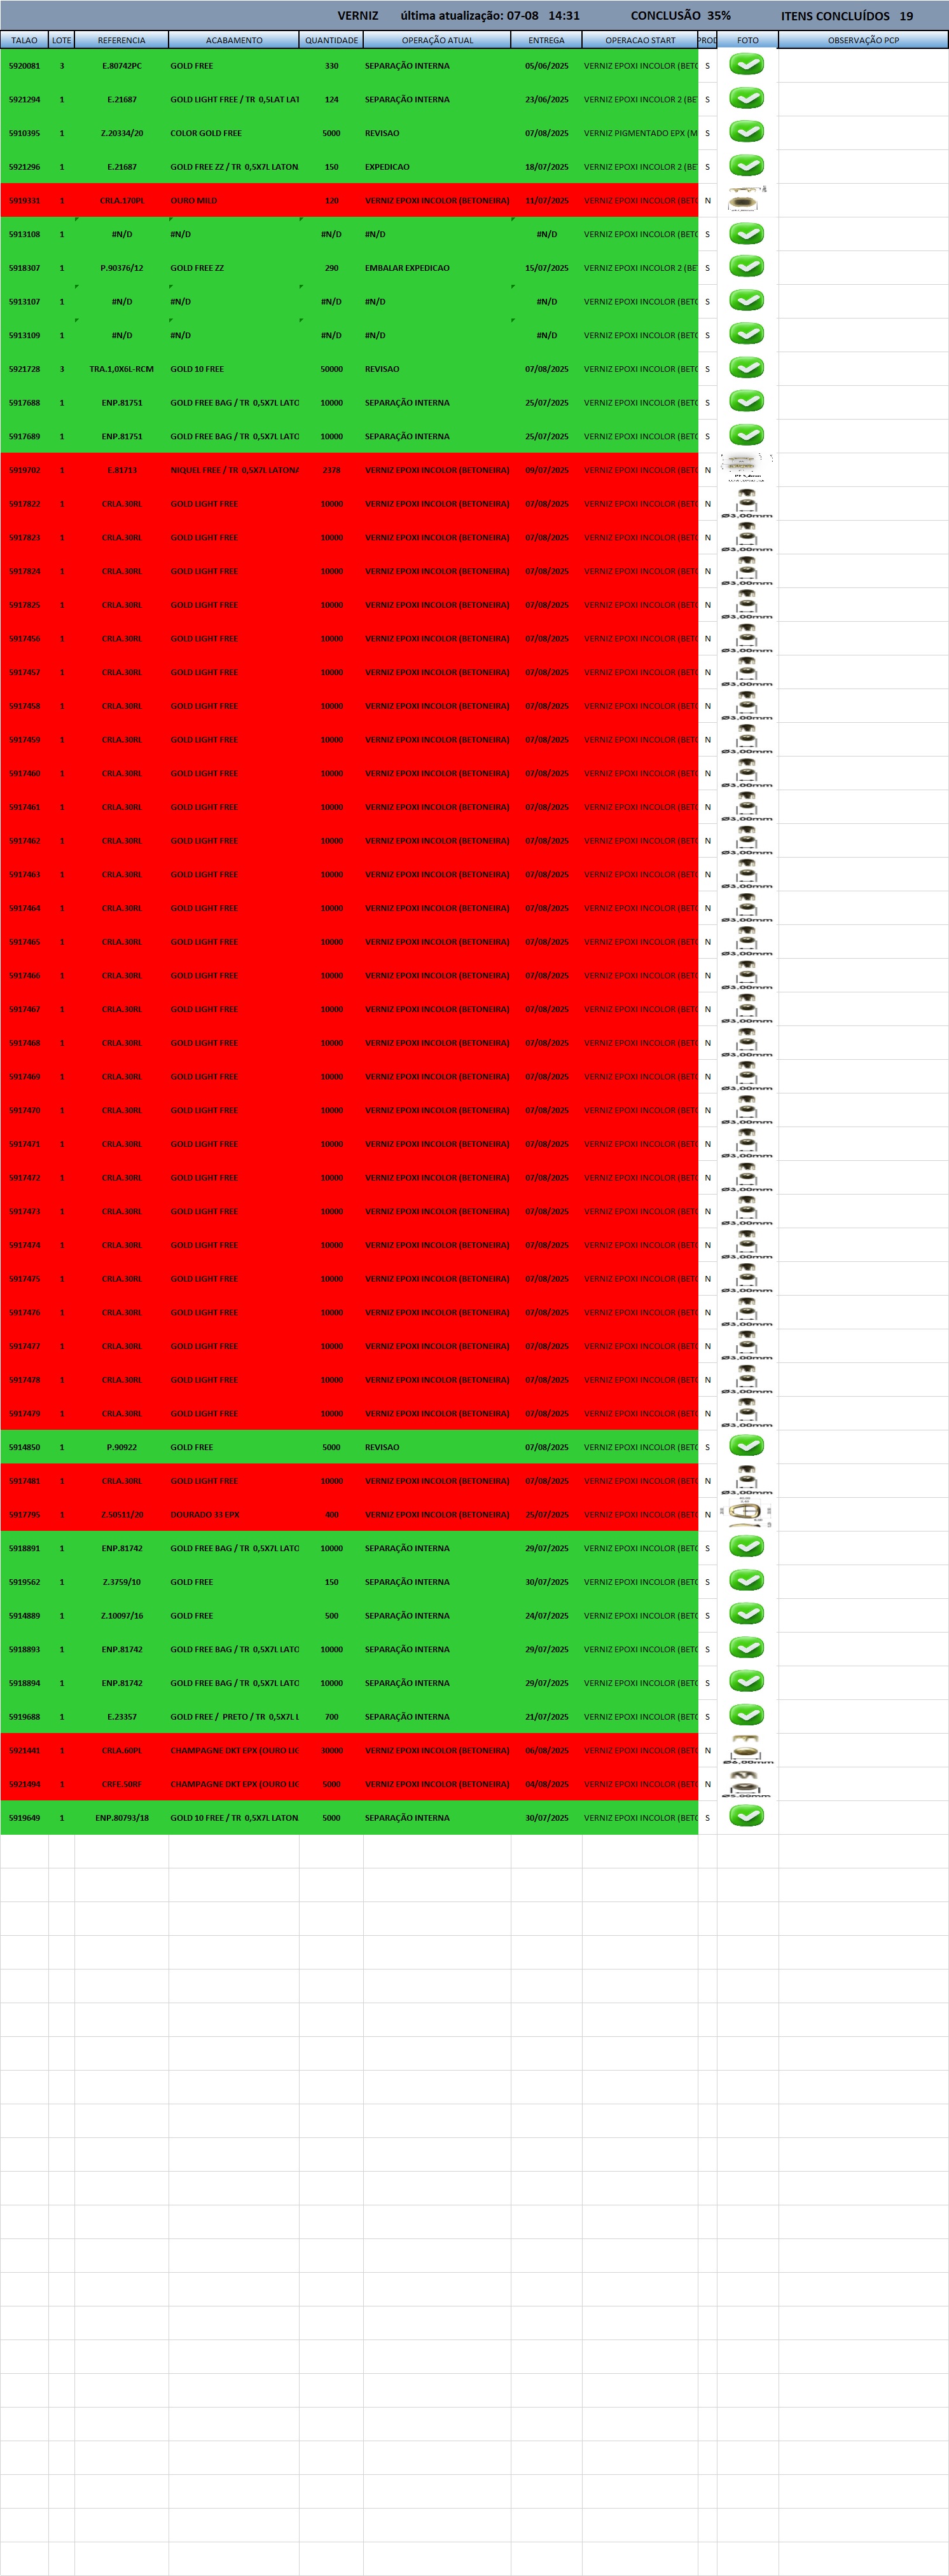 VERNIZ última atualização: 07-08 14:31 CONCLUSÃO 35% ITENS CONCLUÍDOS 19
TALAO LOTE REFERENCIA ACABAMENTO QUANTIDADE OPERAÇÃO ATUAL ENTREGA OPERACAO START PROD FOTO OBSERVAÇÃO PCP
5920081 3 E.80742PC GOLD FREE 330 SEPARAÇÃO INTERNA 05/06/2025 VERNIZ EPOXI INCOLOR (BETO S
5921294 1 E.21687 GOLD LIGHT FREE / TR 0,5LAT LAT 124 SEPARAÇÃO INTERNA 23/06/2025 VERNIZ EPOXI INCOLOR 2 (BE S
5910395 1 Z.20334/20 COLOR GOLD FREE 5000 REVISAO 07/08/2025 VERNIZ PIGMENTADO EPX (M S
5921296 1 E.21687 GOLD FREE ZZ / TR 0,5X7L LATON 150 EXPEDICAO 18/07/2025 VERNIZ EPOXI INCOLOR 2 (BE S
5919331 1 CRLA.170PL OURO MILD 120 VERNIZ EPOXI INCOLOR (BETONEIRA) 11/07/2025 VERNIZ EPOXI INCOLOR (BETO N
5913108 1 #N/D #N/D #N/D #N/D #N/D VERNIZ EPOXI INCOLOR (BETO S
5918307 1 P.90376/12 GOLD FREE ZZ 290 EMBALAR EXPEDICAO 15/07/2025 VERNIZ EPOXI INCOLOR 2 (BE S
5913107 1 #N/D #N/D #N/D #N/D #N/D VERNIZ EPOXI INCOLOR (BETO S
5913109 1 #N/D #N/D #N/D #N/D #N/D VERNIZ EPOXI INCOLOR (BETO S
5921728 3 TRA.1,0X6L-RCM GOLD 10 FREE 50000 REVISAO 07/08/2025 VERNIZ EPOXI INCOLOR (BETO S
5917688 1 ENP.81751 GOLD FREE BAG / TR 0,5X7L LATO 10000 SEPARAÇÃO INTERNA 25/07/2025 VERNIZ EPOXI INCOLOR (BETO S
5917689 1 ENP.81751 GOLD FREE BAG / TR 0,5X7L LATO 10000 SEPARAÇÃO INTERNA 25/07/2025 VERNIZ EPOXI INCOLOR (BETO S
5919702 1 E.81713 NIQUEL FREE / TR 0,5X7L LATONA 2378 VERNIZ EPOXI INCOLOR (BETONEIRA) 09/07/2025 VERNIZ EPOXI INCOLOR (BETO N
5917822 1 CRLA.30RL GOLD LIGHT FREE 10000 VERNIZ EPOXI INCOLOR (BETONEIRA) 07/08/2025 VERNIZ EPOXI INCOLOR (BETO N Ø3,00mm
5917823 1 CRLA.30RL GOLD LIGHT FREE 10000 VERNIZ EPOXI INCOLOR (BETONEIRA) 07/08/2025 VERNIZ EPOXI INCOLOR (BETO N Ø3,00mm
5917824 1 CRLA.30RL GOLD LIGHT FREE 10000 VERNIZ EPOXI INCOLOR (BETONEIRA) 07/08/2025 VERNIZ EPOXI INCOLOR (BETO N Ø3,00mm
5917825 1 CRLA.30RL GOLD LIGHT FREE 10000 VERNIZ EPOXI INCOLOR (BETONEIRA) 07/08/2025 VERNIZ EPOXI INCOLOR (BETO N Ø3,00mm
5917456 1 CRLA.30RL GOLD LIGHT FREE 10000 VERNIZ EPOXI INCOLOR (BETONEIRA) 07/08/2025 VERNIZ EPOXI INCOLOR (BETO N Ø3,00mm
5917457 1 CRLA.30RL GOLD LIGHT FREE 10000 VERNIZ EPOXI INCOLOR (BETONEIRA) 07/08/2025 VERNIZ EPOXI INCOLOR (BETO N Ø3,00mm
5917458 1 CRLA.30RL GOLD LIGHT FREE 10000 VERNIZ EPOXI INCOLOR (BETONEIRA) 07/08/2025 VERNIZ EPOXI INCOLOR (BETO N Ø3,00mm
5917459 1 CRLA.30RL GOLD LIGHT FREE 10000 VERNIZ EPOXI INCOLOR (BETONEIRA) 07/08/2025 VERNIZ EPOXI INCOLOR (BETO N Ø3,00mm
5917460 1 CRLA.30RL GOLD LIGHT FREE 10000 VERNIZ EPOXI INCOLOR (BETONEIRA) 07/08/2025 VERNIZ EPOXI INCOLOR (BETO N Ø3,00mm
5917461 1 CRLA.30RL GOLD LIGHT FREE 10000 VERNIZ EPOXI INCOLOR (BETONEIRA) 07/08/2025 VERNIZ EPOXI INCOLOR (BETO N Ø3,00mm
5917462 1 CRLA.30RL GOLD LIGHT FREE 10000 VERNIZ EPOXI INCOLOR (BETONEIRA) 07/08/2025 VERNIZ EPOXI INCOLOR (BETO N Ø3,00mm
5917463 1 CRLA.30RL GOLD LIGHT FREE 10000 VERNIZ EPOXI INCOLOR (BETONEIRA) 07/08/2025 VERNIZ EPOXI INCOLOR (BETO N Ø3,00mm
5917464 1 CRLA.30RL GOLD LIGHT FREE 10000 VERNIZ EPOXI INCOLOR (BETONEIRA) 07/08/2025 VERNIZ EPOXI INCOLOR (BETO N Ø3,00mm
5917465 1 CRLA.30RL GOLD LIGHT FREE 10000 VERNIZ EPOXI INCOLOR (BETONEIRA) 07/08/2025 VERNIZ EPOXI INCOLOR (BETO N Ø3,00mm
5917466 1 CRLA.30RL GOLD LIGHT FREE 10000 VERNIZ EPOXI INCOLOR (BETONEIRA) 07/08/2025 VERNIZ EPOXI INCOLOR (BETO N Ø3,00mm
5917467 1 CRLA.30RL GOLD LIGHT FREE 10000 VERNIZ EPOXI INCOLOR (BETONEIRA) 07/08/2025 VERNIZ EPOXI INCOLOR (BETO N Ø3,00mm
5917468 1 CRLA.30RL GOLD LIGHT FREE 10000 VERNIZ EPOXI INCOLOR (BETONEIRA) 07/08/2025 VERNIZ EPOXI INCOLOR (BETO N Ø3,00mm
5917469 1 CRLA.30RL GOLD LIGHT FREE 10000 VERNIZ EPOXI INCOLOR (BETONEIRA) 07/08/2025 VERNIZ EPOXI INCOLOR (BETO N Ø3,00mm
5917470 1 CRLA.30RL GOLD LIGHT FREE 10000 VERNIZ EPOXI INCOLOR (BETONEIRA) 07/08/2025 VERNIZ EPOXI INCOLOR (BETO N Ø3,00mm
5917471 1 CRLA.30RL GOLD LIGHT FREE 10000 VERNIZ EPOXI INCOLOR (BETONEIRA) 07/08/2025 VERNIZ EPOXI INCOLOR (BETO N Ø3,00mm
5917472 1 CRLA.30RL GOLD LIGHT FREE 10000 VERNIZ EPOXI INCOLOR (BETONEIRA) 07/08/2025 VERNIZ EPOXI INCOLOR (BETO N Ø3,00mm
5917473 1 CRLA.30RL GOLD LIGHT FREE 10000 VERNIZ EPOXI INCOLOR (BETONEIRA) 07/08/2025 VERNIZ EPOXI INCOLOR (BETO N Ø3,00mm
5917474 1 CRLA.30RL GOLD LIGHT FREE 10000 VERNIZ EPOXI INCOLOR (BETONEIRA) 07/08/2025 VERNIZ EPOXI INCOLOR (BETO N Ø3,00mm
5917475 1 CRLA.30RL GOLD LIGHT FREE 10000 VERNIZ EPOXI INCOLOR (BETONEIRA) 07/08/2025 VERNIZ EPOXI INCOLOR (BETO N Ø3,00mm
5917476 1 CRLA.30RL GOLD LIGHT FREE 10000 VERNIZ EPOXI INCOLOR (BETONEIRA) 07/08/2025 VERNIZ EPOXI INCOLOR (BETO N Ø3,00mm
5917477 1 CRLA.30RL GOLD LIGHT FREE 10000 VERNIZ EPOXI INCOLOR (BETONEIRA) 07/08/2025 VERNIZ EPOXI INCOLOR (BETO N Ø3,00mm
5917478 1 CRLA.30RL GOLD LIGHT FREE 10000 VERNIZ EPOXI INCOLOR (BETONEIRA) 07/08/2025 VERNIZ EPOXI INCOLOR (BETO N Ø3,00mm
5917479 1 CRLA.30RL GOLD LIGHT FREE 10000 VERNIZ EPOXI INCOLOR (BETONEIRA) 07/08/2025 VERNIZ EPOXI INCOLOR (BETO N Ø3,00mm
5914850 1 P.90922 GOLD FREE 5000 REVISAO 07/08/2025 VERNIZ EPOXI INCOLOR (BETO S
5917481 1 CRLA.30RL GOLD LIGHT FREE 10000 VERNIZ EPOXI INCOLOR (BETONEIRA) 07/08/2025 VERNIZ EPOXI INCOLOR (BETO N Ø3,00mm
5917795 1 Z.50511/20 DOURADO 33 EPX 400 VERNIZ EPOXI INCOLOR (BETONEIRA) 25/07/2025 VERNIZ EPOXI INCOLOR (BETO N
5918891 1 ENP.81742 GOLD FREE BAG / TR 0,5X7L LATO 10000 SEPARAÇÃO INTERNA 29/07/2025 VERNIZ EPOXI INCOLOR (BETO S
5919562 1 Z.3759/10 GOLD FREE 150 SEPARAÇÃO INTERNA 30/07/2025 VERNIZ EPOXI INCOLOR (BETO S
5914889 1 Z.10097/16 GOLD FREE 500 SEPARAÇÃO INTERNA 24/07/2025 VERNIZ EPOXI INCOLOR (BETO S
5918893 1 ENP.81742 GOLD FREE BAG / TR 0,5X7L LATO 10000 SEPARAÇÃO INTERNA 29/07/2025 VERNIZ EPOXI INCOLOR (BETO S
5918894 1 ENP.81742 GOLD FREE BAG / TR 0,5X7L LATO 10000 SEPARAÇÃO INTERNA 29/07/2025 VERNIZ EPOXI INCOLOR (BETO S
5919688 1 E.23357 GOLD FREE / PRETO / TR 0,5X7L L 700 SEPARAÇÃO INTERNA 21/07/2025 VERNIZ EPOXI INCOLOR (BETO S
5921441 1 CRLA.60PL CHAMPAGNE DKT EPX (OURO LIG 30000 VERNIZ EPOXI INCOLOR (BETONEIRA) 06/08/2025 VERNIZ EPOXI INCOLOR (BETO N Ø6,00mm
5921494 1 CRFE.50RF CHAMPAGNE DKT EPX (OURO LIG 5000 VERNIZ EPOXI INCOLOR (BETONEIRA) 04/08/2025 VERNIZ EPOXI INCOLOR (BETO N Ø5,00mm
5919649 1 ENP.80793/18 GOLD 10 FREE / TR 0,5X7L LATON 5000 SEPARAÇÃO INTERNA 30/07/2025 VERNIZ EPOXI INCOLOR (BETO S